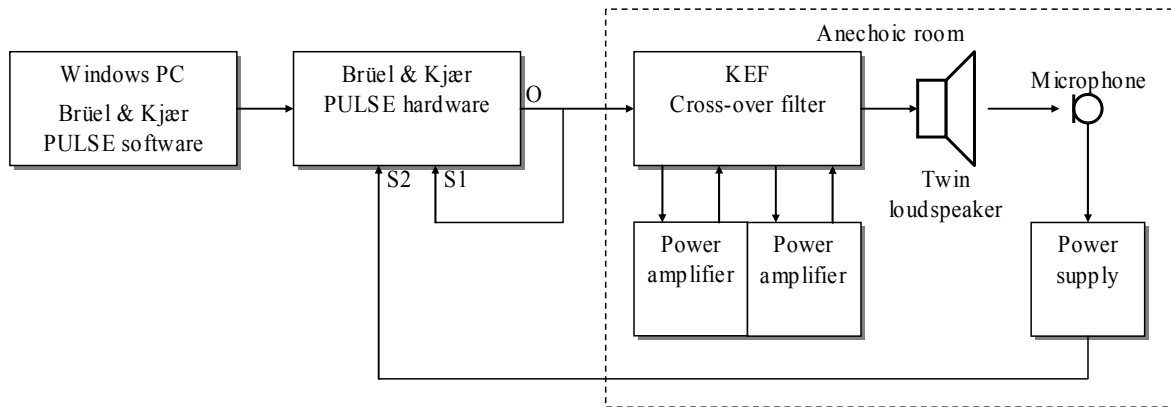 Anechoic room
Windows PC
Brüel & Kjær
PULSE software
Brüel & Kjær
PULSE hardware
O
S2
S1
KEF
Cross-over filter
Twin
loudspeaker
Microphone
Power
amplifier
Power
amplifier
Power
supply